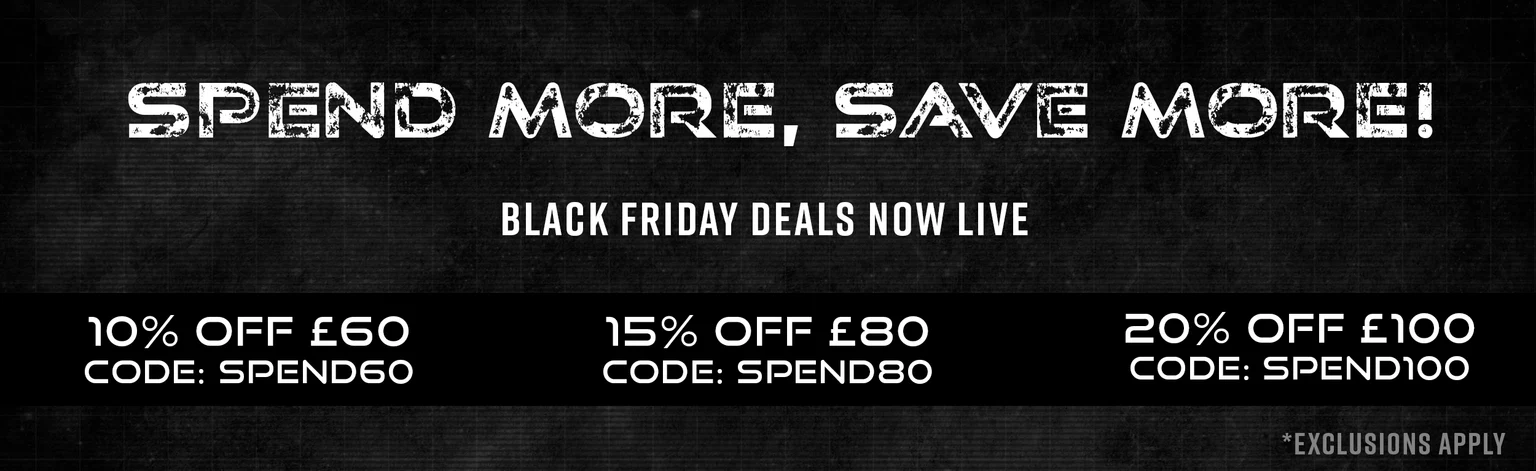 SPEND MORE, SAVE MORE!
BLACK FRIDAY DEALS NOW LIVE
10% OFF £60
CODE: SPEND60
15% OFF £80
CODE: SPEND80
20% OFF £100
CODE: SPEND100
*EXCLUSIONS APPLY